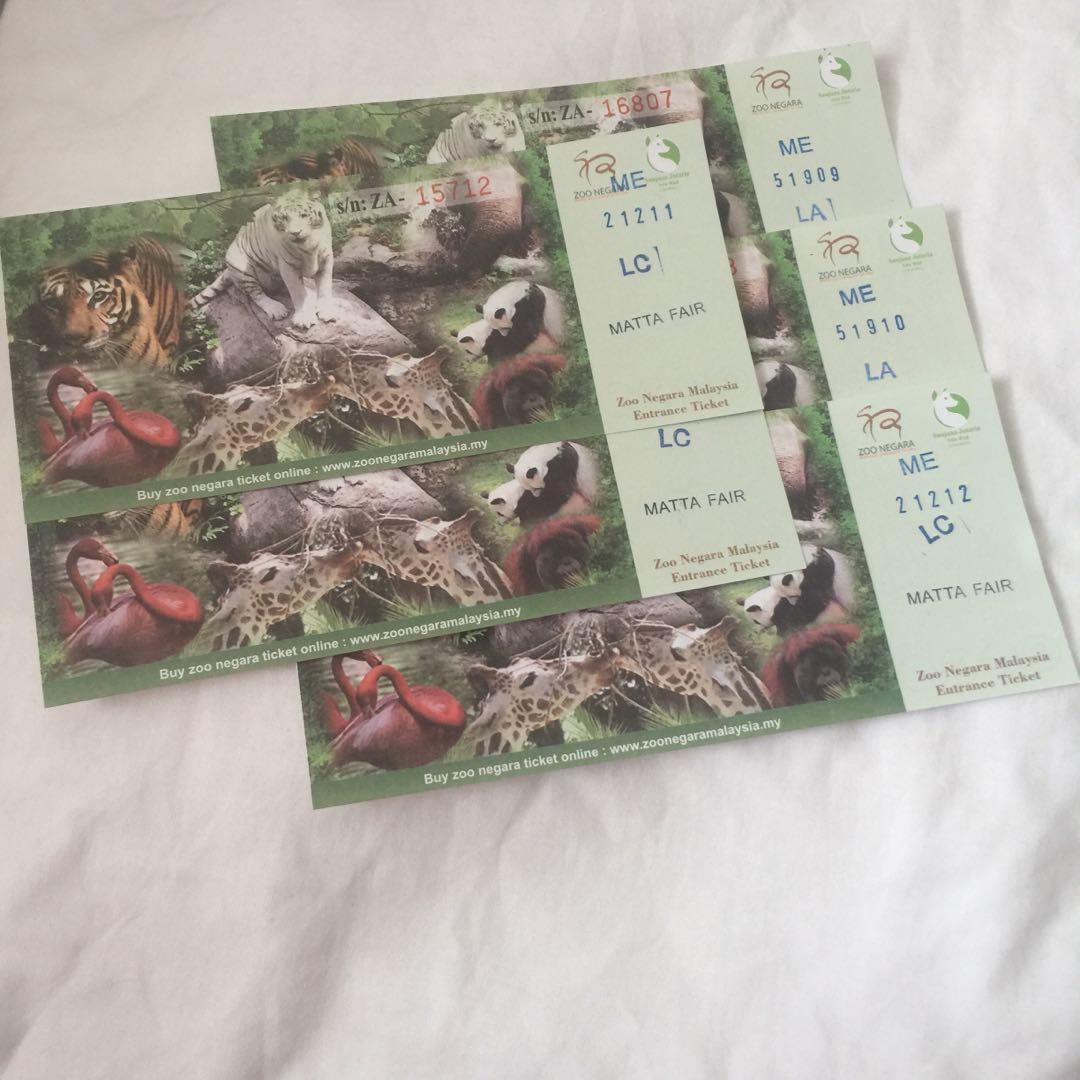 s/n: ZA- 16807
ZOO NEGARA
ME
51909
LA
s/n: ZA- 15712
ZOO NEGARA
ME
21211
LC
MATTA FAIR
Zoo Negara Malaysia
Entrance Ticket
Buy zoo negara ticket online : www.zoonegaramalaysia.my
ZOO NEGARA
ME
51910
LA
LC
MATTA FAIR
Zoo Negara Malaysia
Entrance Ticket
Buy zoo negara ticket online : www.zoonegaramalaysia.my
ZOO NEGARA
ME
21212
LC
MATTA FAIR
Zoo Negara Malaysia
Entrance Ticket
Buy zoo negara ticket online : www.zoonegaramalaysia.my